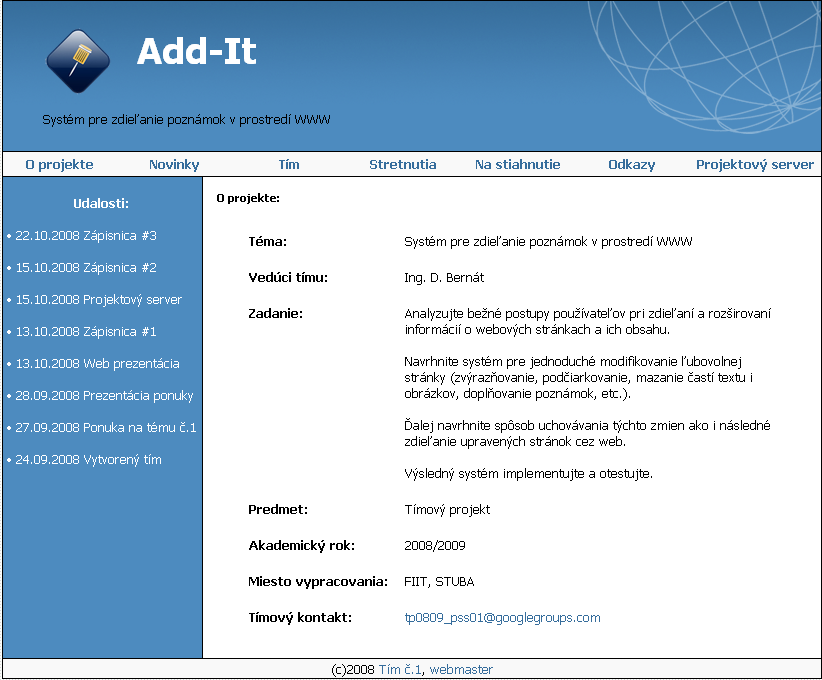 Add-It
Systém pre zdieľanie poznámok v prostredí WWW
O projekte Novinky Tím Stretnutia Na stiahnutie Odkazy Projektový server
Udalosti:
• 22.10.2008 Zápisnica #3
• 15.10.2008 Zápisnica #2
• 15.10.2008 Projektový server
• 13.10.2008 Zápisnica #1
• 13.10.2008 Web prezentácia
• 28.09.2008 Prezentácia ponuky
• 27.09.2008 Ponuka na tému č.1
• 24.09.2008 Vytvorený tím
O projekte:
Téma: Systém pre zdieľanie poznámok v prostredí WWW
Vedúci tímu: Ing. D. Bernát
Zadanie: Analyzujte bežné postupy používateľov pri zdieľaní a rozširovaní
informácií o webových stránkach a ich obsahu.
Navrhnite systém pre jednoduché modifikovanie ľubovolnej
stránky (zvýrazňovanie, podčiarkovanie, mazanie častí textu i
obrázkov, doplňovanie poznámok, etc.).
Ďalej navrhnite spôsob uchovávania týchto zmien ako i následné
zdieľanie upravených stránok cez web.
Výsledný systém implementujte a otestujte.
Predmet: Tímový projekt
Akademický rok: 2008/2009
Miesto vypracovania: FIIT, STUBA
Tímový kontakt: tp0809_pss01@googlegroups.com
(c)2008 Tím č.1, webmaster